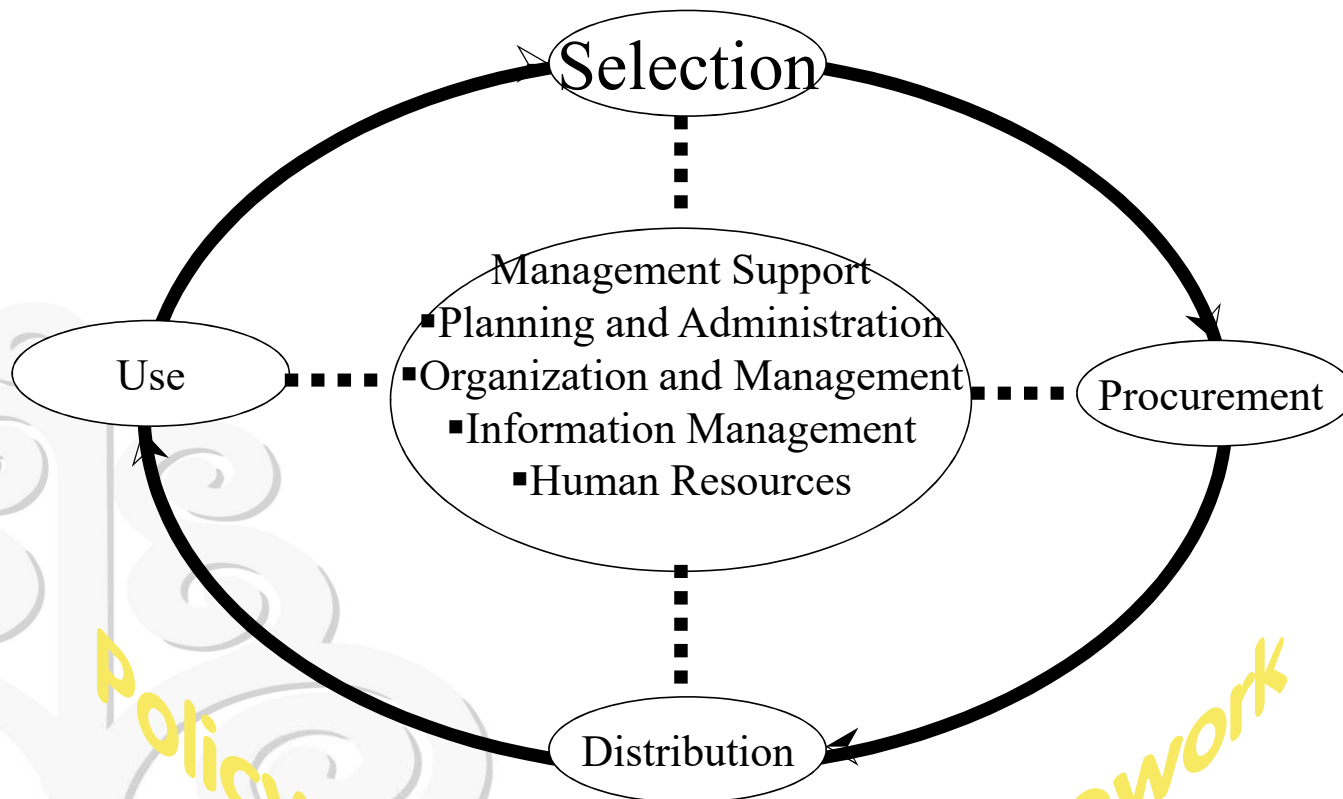 Selection
Management Support
▪Planning and Administration
▪Organization and Management
▪Information Management
▪Human Resources
Use
Procurement
Distribution